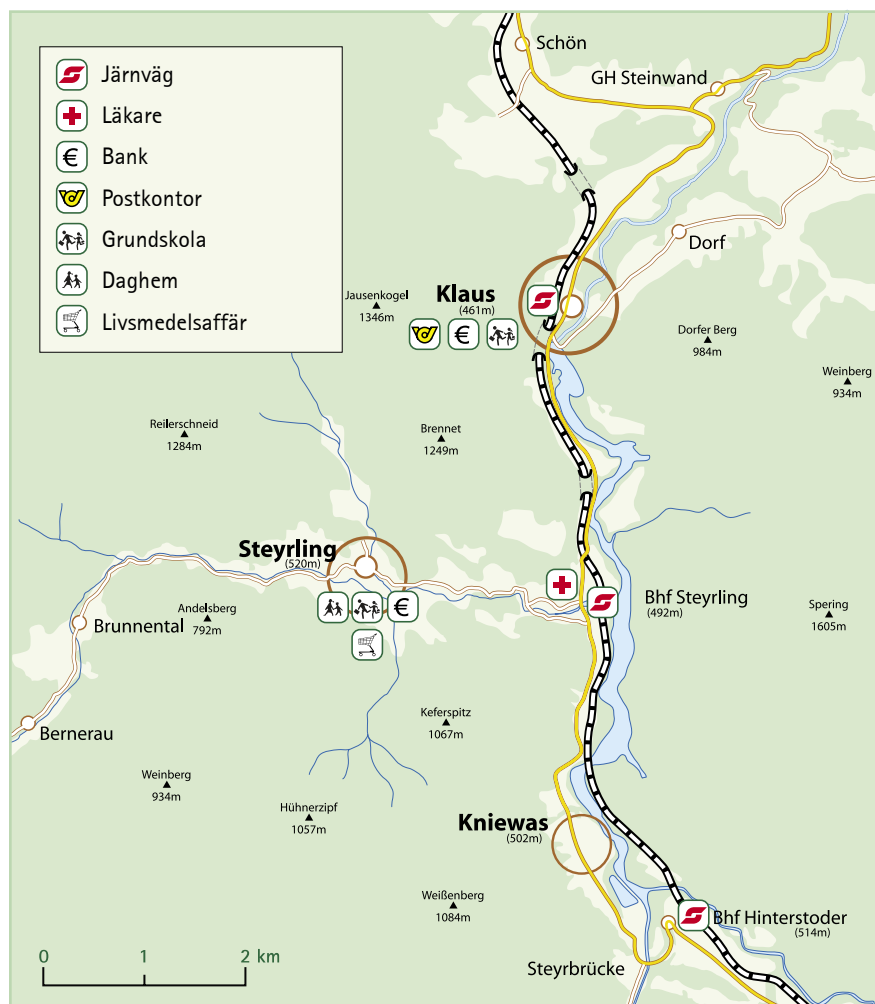 Järnväg
Läkare
Bank
Postkontor
Grundskola
Daghem
Livsmedelsaffär
Schön
GH Steinwand
Dorf
Jausenkogel
1346m
Klaus
(461m)
Dorfer Berg
984m
Weinberg
934m
Reilerschneid
1284m
Brennet
1249m
Steyrling
(520m)
Bhf Steyrling
(492m)
Spering
1605m
Andelsberg
792m
Brunnental
Bernerau
Keferspitz
1067m
Weinberg
934m
Hühnerzipf
1057m
Kniewas
(502m)
Weißenberg
1084m
Bhf Hinterstoder
(514m)
Steyrbrücke
0 1 2 km